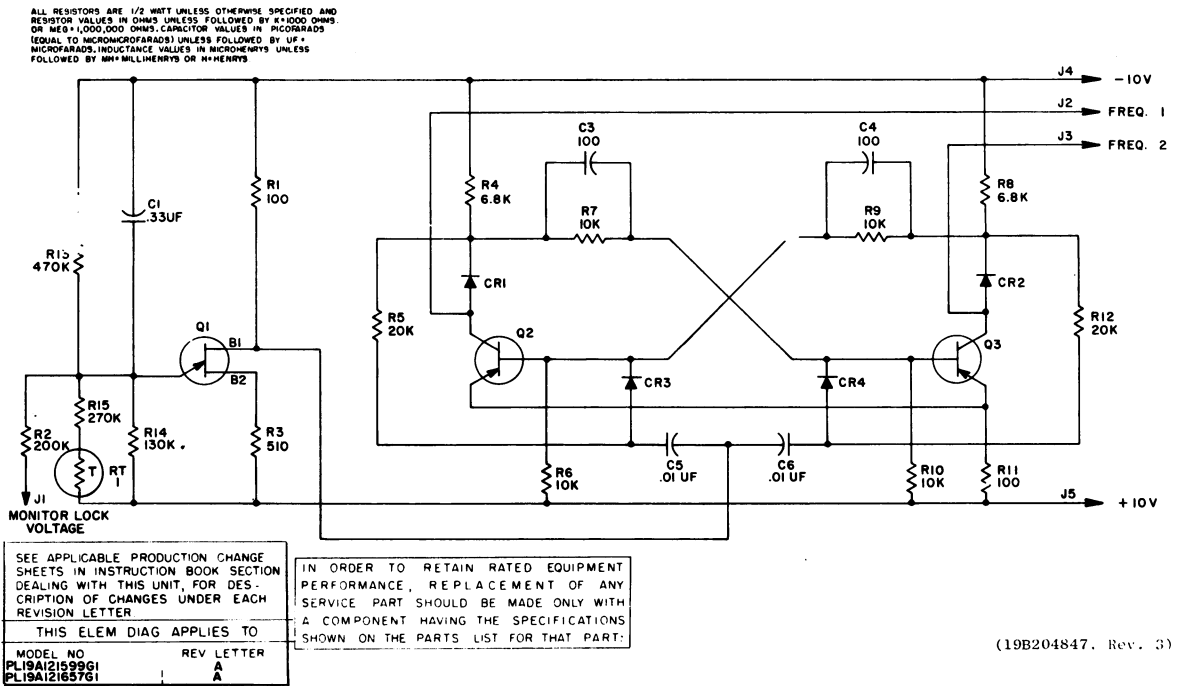 ALL RESISTORS ARE 1/2 WATT UNLESS OTHERWISE SPECIFIED AND
RESISTOR VALUES IN OHMS UNLESS FOLLOWED BY K=1000 OHMS
OR MEG=1,000,000 OHMS. CAPACITOR VALUES IN PICOFARADS
(EQUAL TO MICROMICROFARADS) UNLESS FOLLOWED BY UF=
MICROFARADS. INDUCTANCE VALUES IN MICROHENRYS UNLESS
FOLLOWED BY MH=MILLIHENRYS OR H=HENRYS
J4
-10V
J2
FREQ. 1
J3
FREQ. 2
C3
100
C4
100
R1
100
R4
6.8K
R8
6.8K
C1
.33UF
R7
10K
R9
10K
R13
470K
CR1
CR2
R5
20K
R12
20K
Q1
B1
B2
Q2
Q3
CR3
CR4
R15
270K
R2
200K
R14
130K.
R3
510
T
RT
1
C5
.01 UF
C6
.01 UF
R6
10K
R10
10K
R11
100
J1
MONITOR LOCK
VOLTAGE
J5
+10V
SEE APPLICABLE PRODUCTION CHANGE
SHEETS IN INSTRUCTION BOOK SECTION
DEALING WITH THIS UNIT, FOR DES-
CRIPTION OF CHANGES UNDER EACH
REVISION LETTER
THIS ELEM DIAG APPLIES TO
MODEL NO REV LETTER
PL19A121599G1 A
PL19A121657G1 A
IN ORDER TO RETAIN RATED EQUIPMENT
PERFORMANCE, REPLACEMENT OF ANY
SERVICE PART SHOULD BE MADE ONLY WITH
A COMPONENT HAVING THE SPECIFICATIONS
SHOWN ON THE PARTS LIST FOR THAT PART.
(19B204847, Rev. 3)